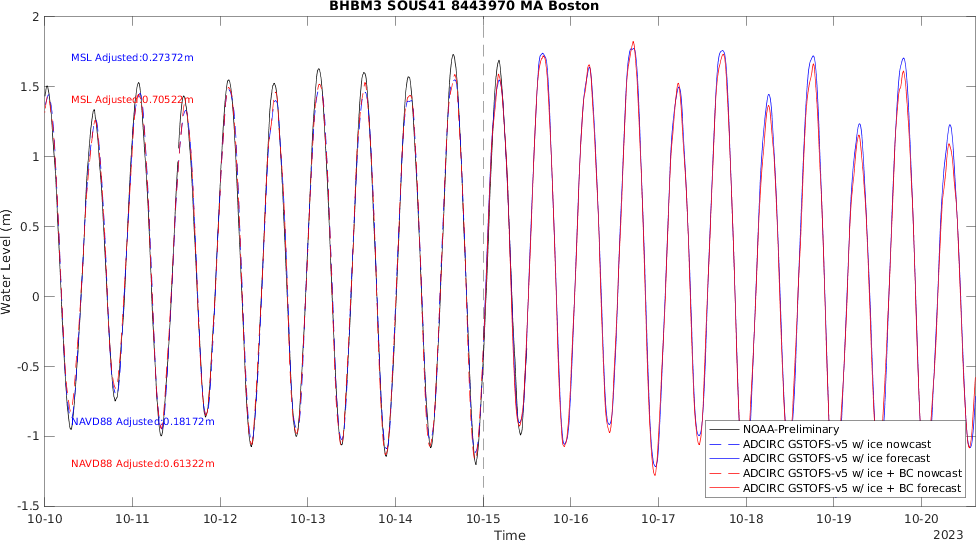 BHBM3 SOUS41 8443970 MA Boston
2
MSL Adjusted:0.27372m
1.5
MSL Adjusted:0.70522m
1
0.5
Water Level (m)
0
-0.5
NAVD88 Adjusted:0.18172m
-1
NAVD88 Adjusted:0.61322m
-1.5
NOAA-Preliminary
ADCIRC GSTOFS-v5 w/ ice nowcast
ADCIRC GSTOFS-v5 w/ ice forecast
ADCIRC GSTOFS-v5 w/ ice + BC nowcast
ADCIRC GSTOFS-v5 w/ ice + BC forecast
10-10 10-11 10-12 10-13 10-14 10-15 10-16 10-17 10-18 10-19 10-20
Time
2023